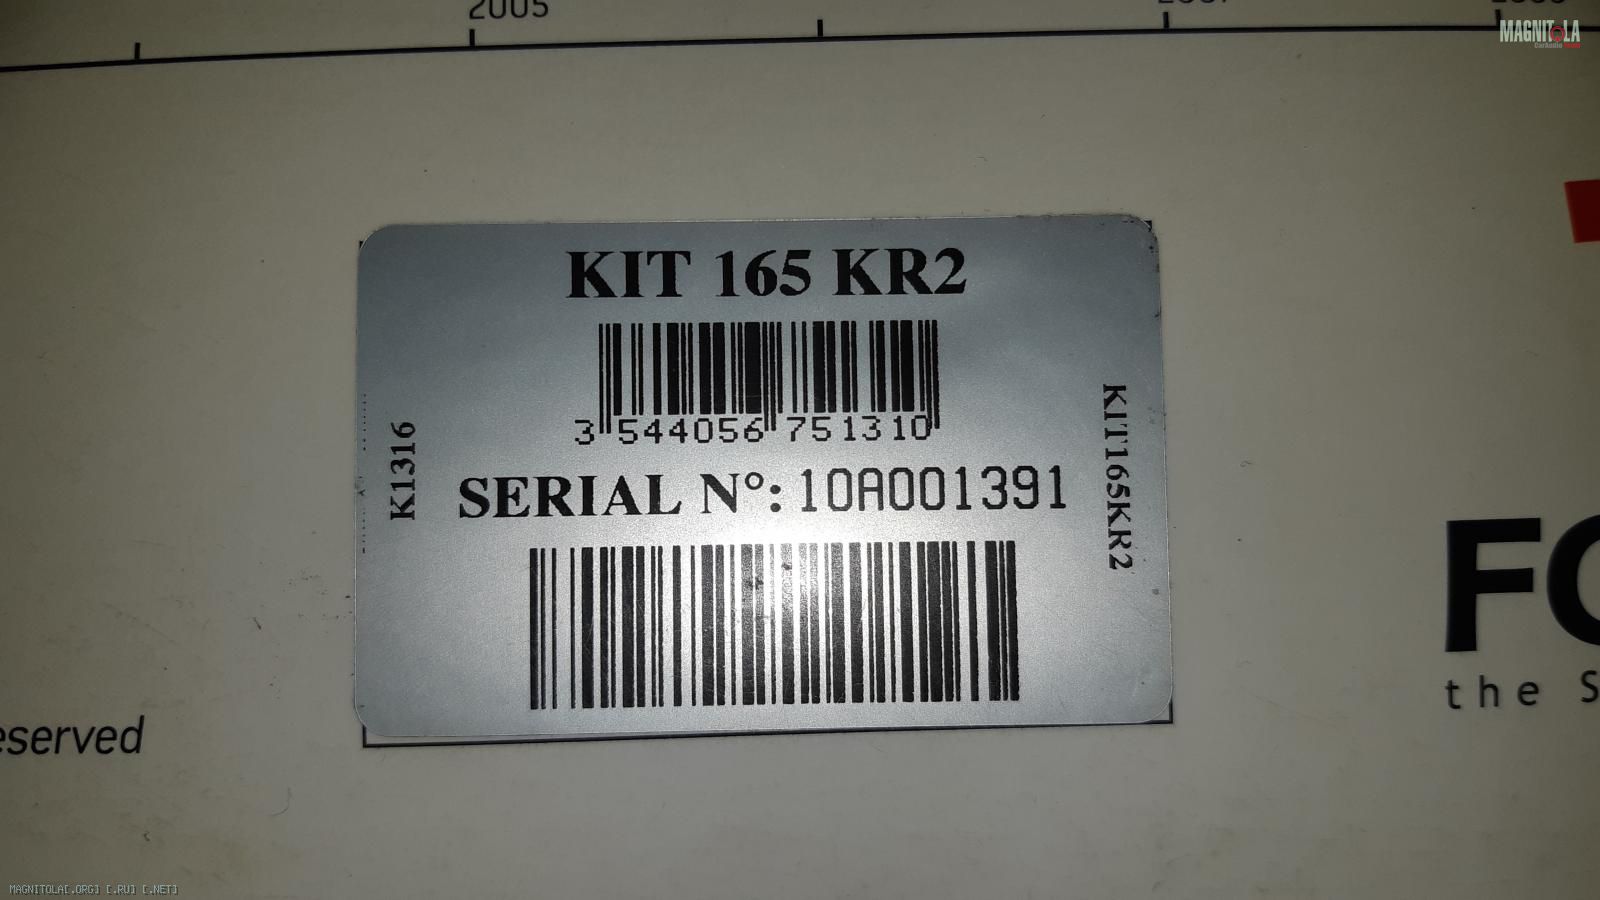 2005
MAGNITOLA
KIT 165 KR2
3 544056 751310
K1316
KIT165KR2
SERIAL N°: 10A001391
FO
the S
eserved
MAGNITOLA[.ORG] [.RU] [.NET]